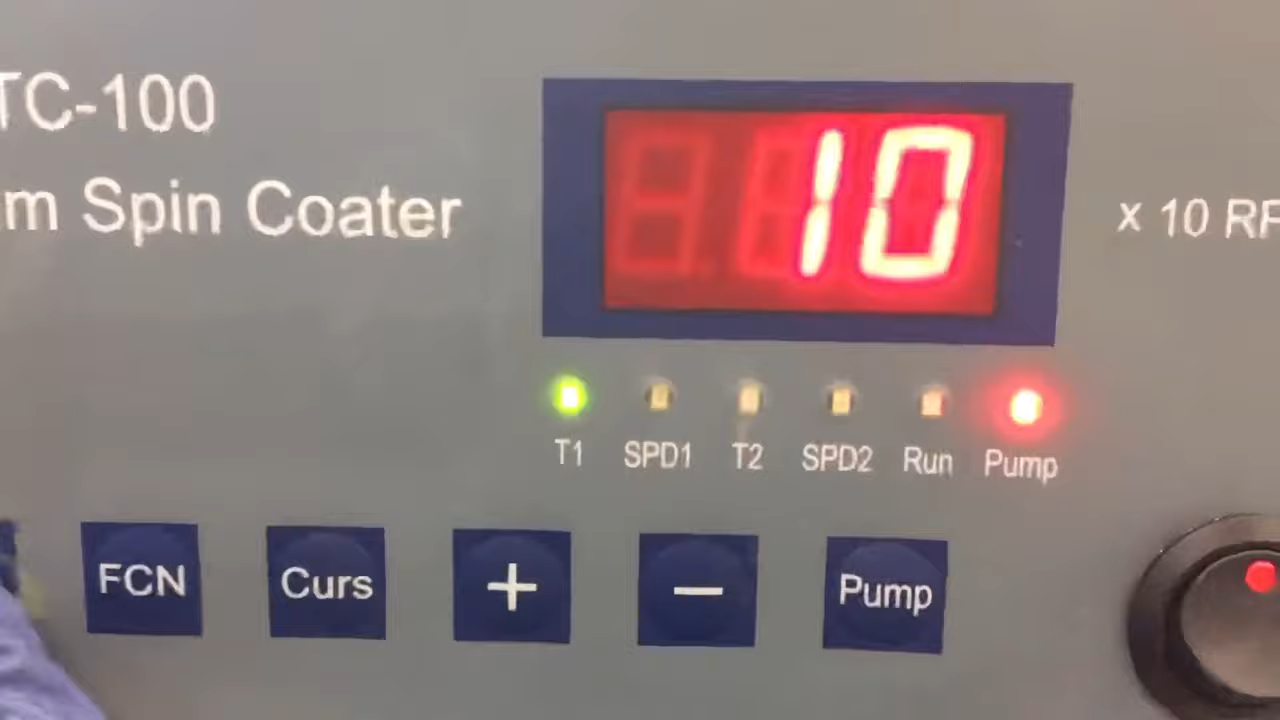 TC-100
m Spin Coater
10
x 10 RP
T1 SPD1 T2 SPD2 Run Pump
FCN Curs + − Pump